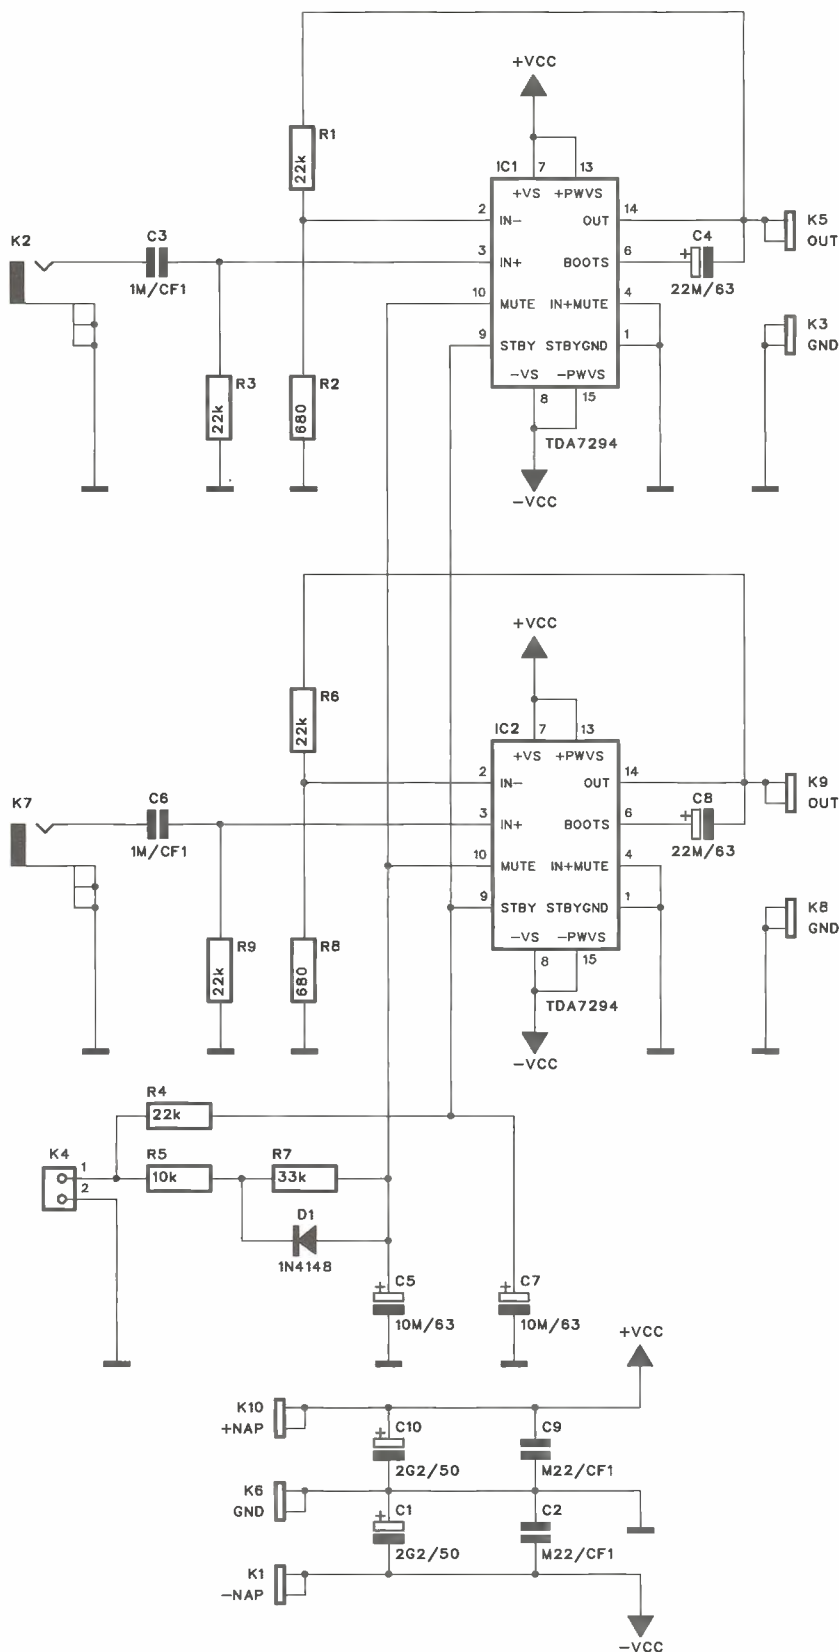 +VCC
R1
22k
IC1
7
13
+VS
+PWVS
2
IN-
OUT
14
K5
OUT
K2
C3
1M/CF1
3
IN+
BOOTS
6
C4
+
22M/63
10
MUTE
IN+MUTE
4
K3
GND
9
STBY
STBYGND
1
-VS
-PWVS
R3
22k
R2
680
8
15
TDA7294
-VCC
+VCC
R6
22k
IC2
7
13
+VS
+PWVS
2
IN-
OUT
14
K9
OUT
K7
C6
1M/CF1
3
IN+
BOOTS
6
C8
+
22M/63
10
MUTE
IN+MUTE
4
9
STBY
STBYGND
1
K8
GND
-VS
-PWVS
R9
22k
R8
680
8
15
TDA7294
-VCC
R4
22k
K4
1
2
R5
10k
R7
33k
D1
1N4148
+
C5
10M/63
+
C7
10M/63
+VCC
K10
+NAP
+
C10
2G2/50
C9
M22/CF1
K6
GND
+
C1
2G2/50
C2
M22/CF1
K1
-NAP
-VCC